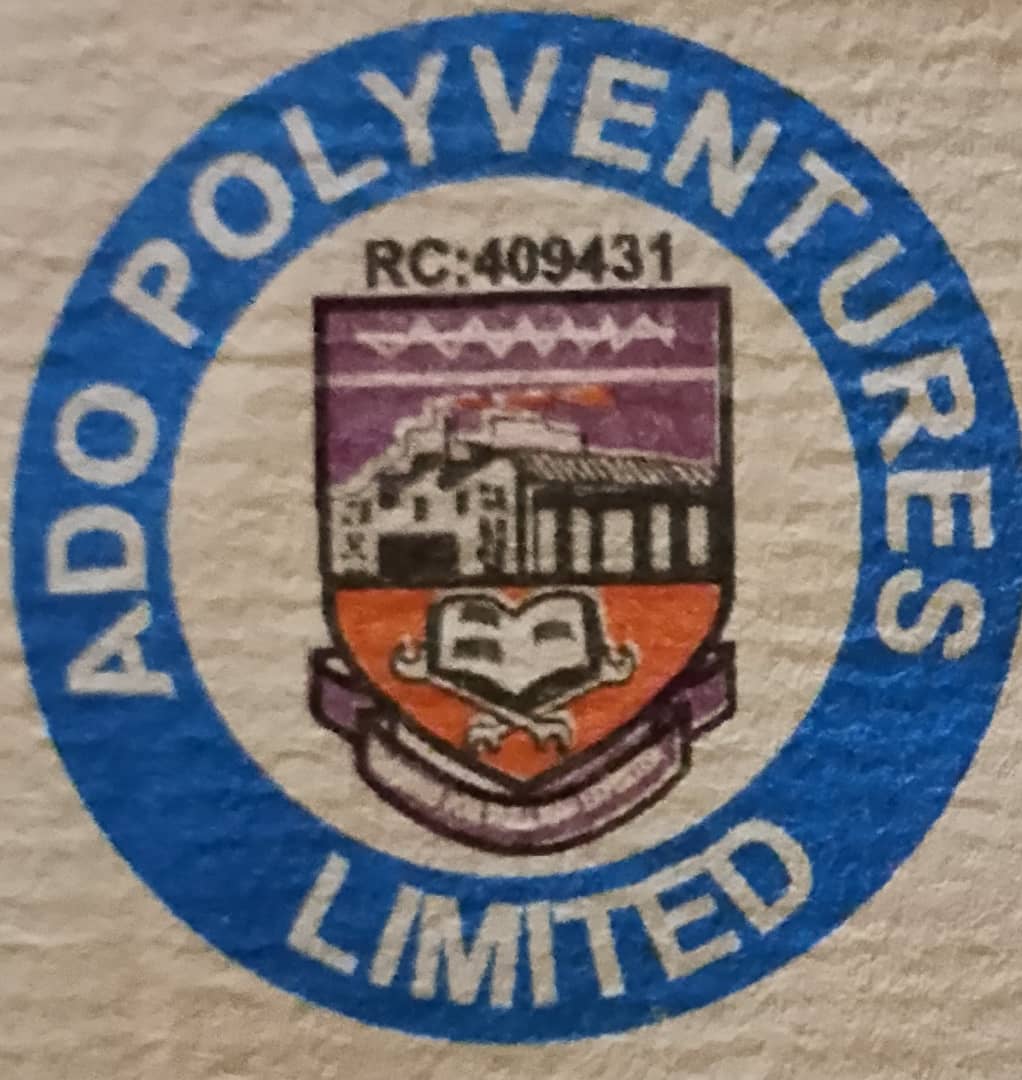 ADO POLYVENTURES
RC:409431
LIMITED